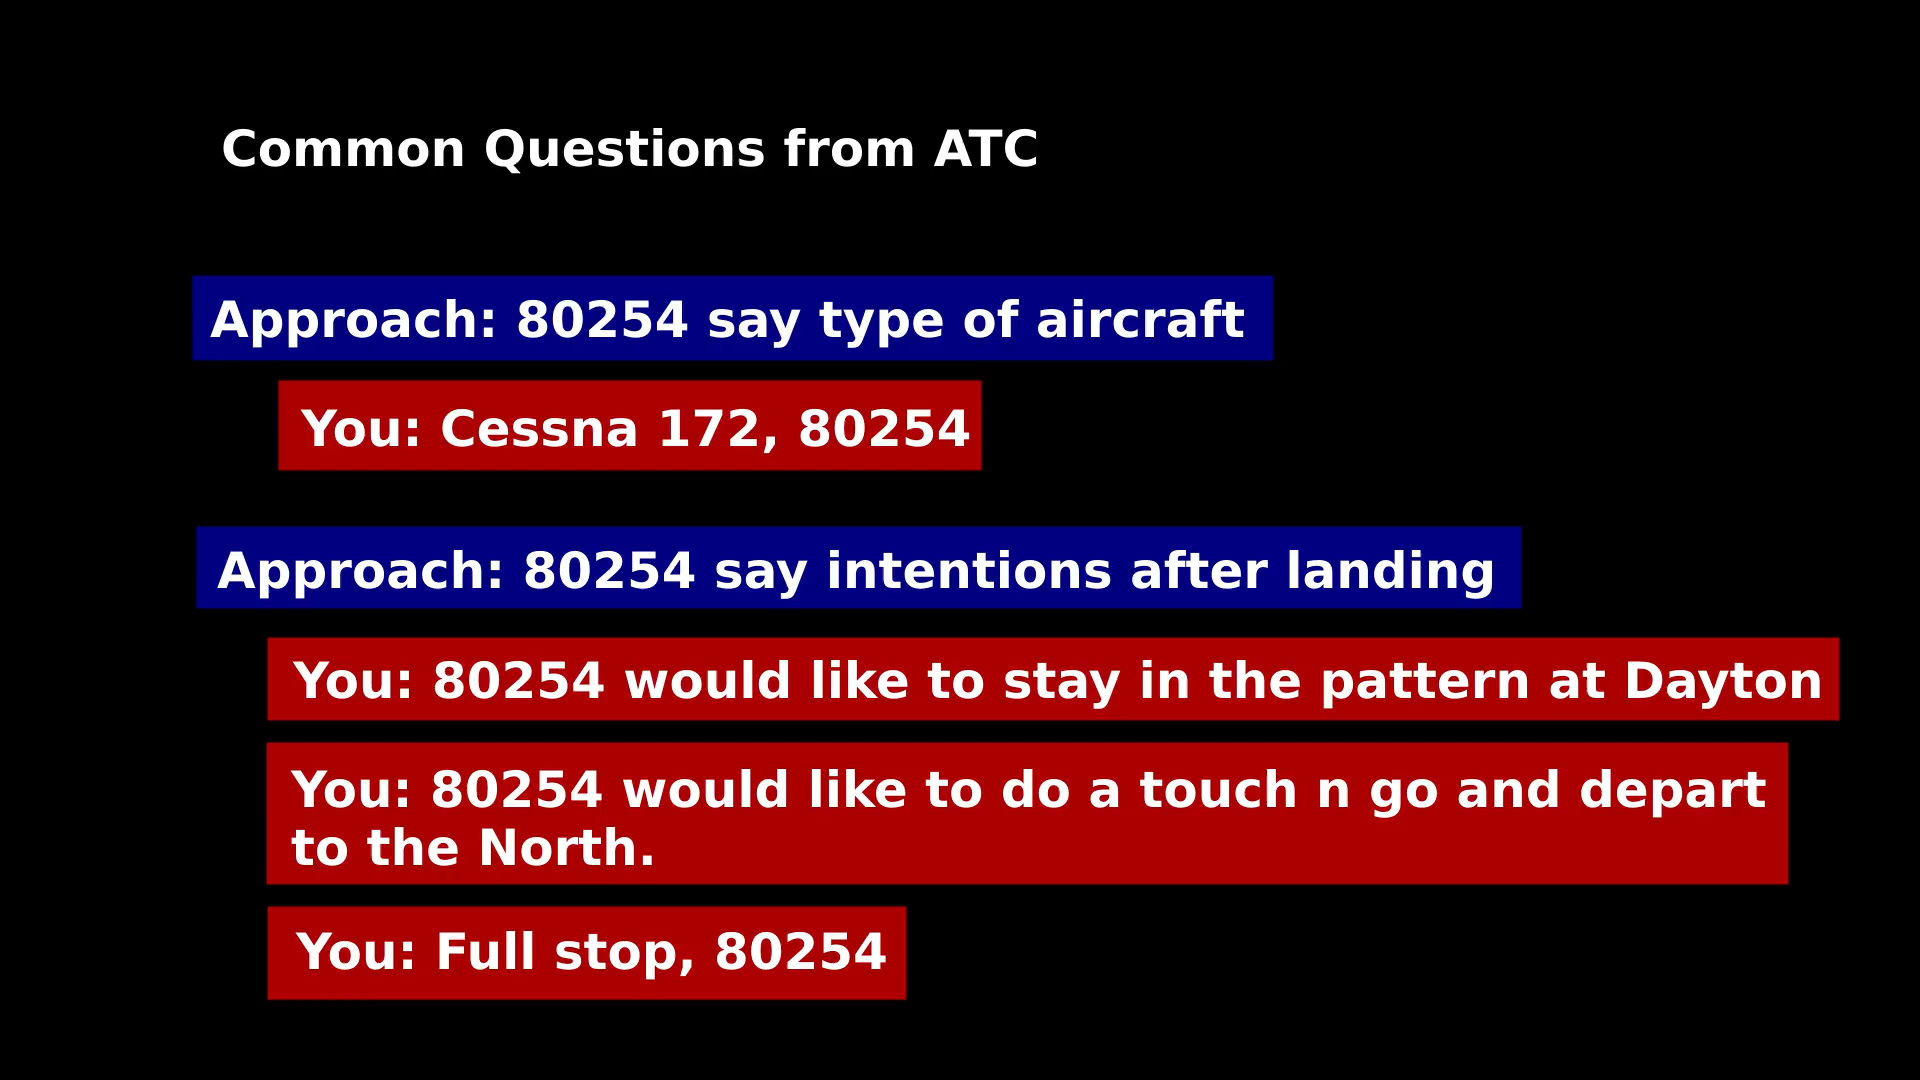 Common Questions from ATC
Approach: 80254 say type of aircraft
You: Cessna 172, 80254
Approach: 80254 say intentions after landing
You: 80254 would like to stay in the pattern at Dayton
You: 80254 would like to do a touch n go and depart
to the North.
You: Full stop, 80254